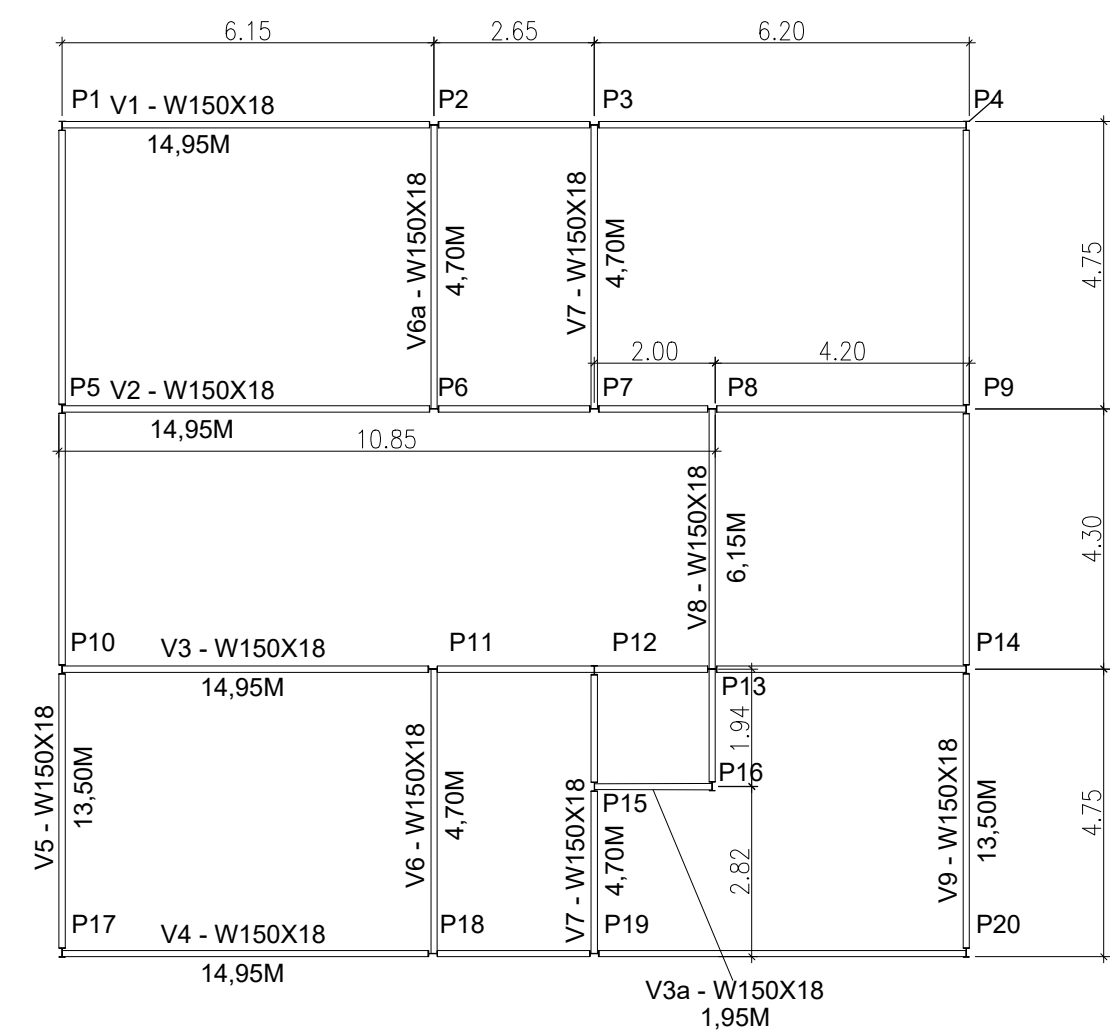 6.15
2.65
6.20
P1
V1 - W150X18
P2
P3
P4
14,95M
V6a - W150X18
4,70M
V7 - W150X18
4,70M
4.75
2.00
4.20
P5
V2 - W150X18
P6
P7
P8
P9
14,95M
10.85
V8 - W150X18
6,15M
4.30
P10
V3 - W150X18
P11
P12
P14
14,95M
P13
1.94
V5 - W150X18
13,50M
V6 - W150X18
4,70M
P16
P15
V7 - W150X18
4,70M
2.82
V9 - W150X18
13,50M
4.75
P17
V4 - W150X18
P18
P19
P20
14,95M
V3a - W150X18
1,95M